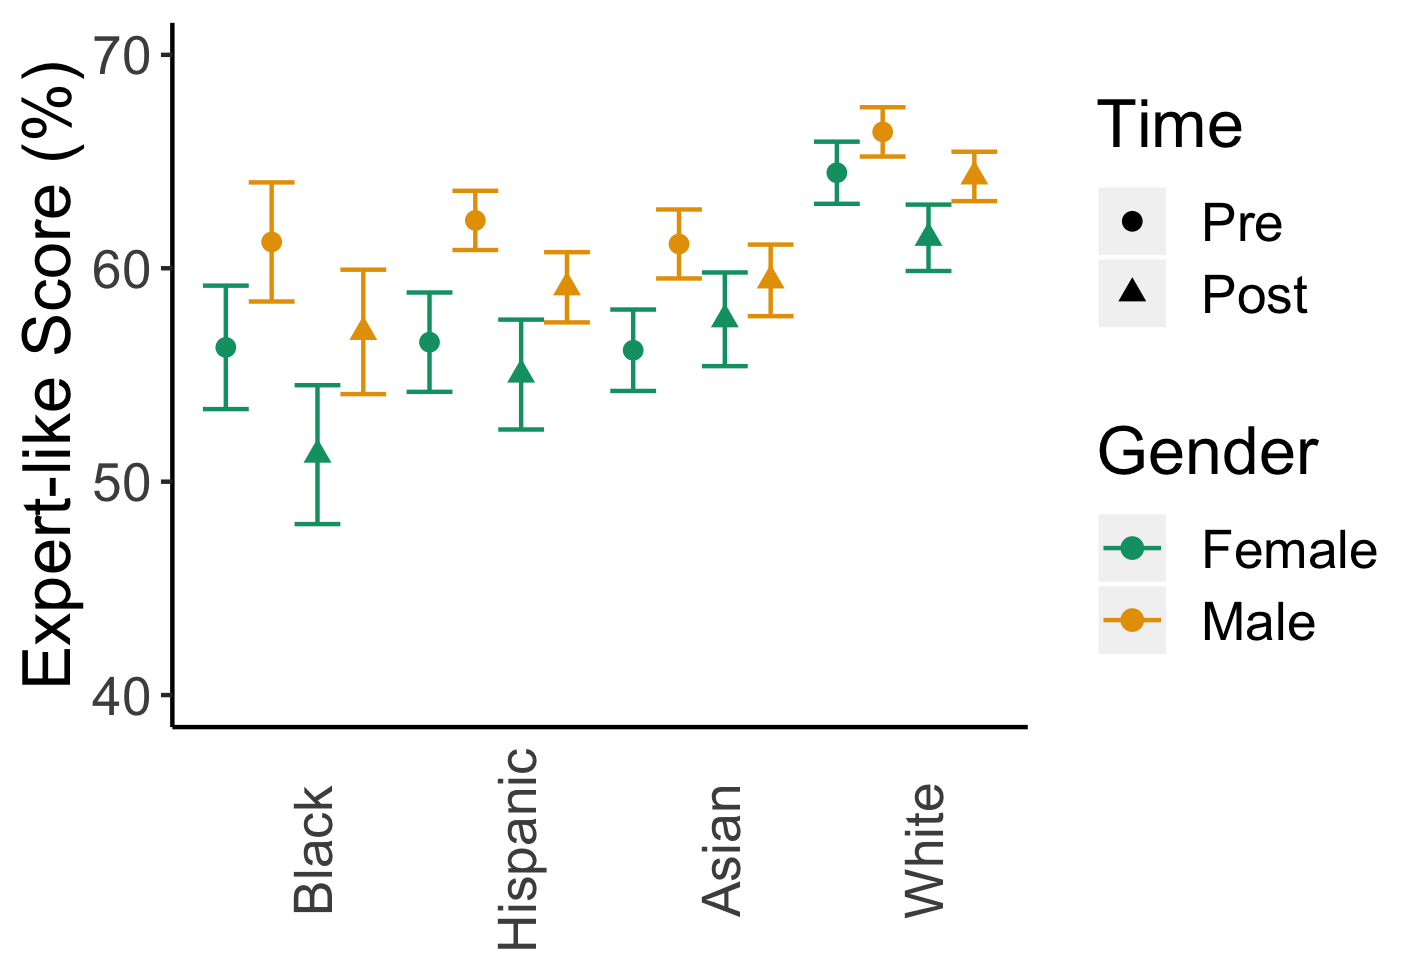 Expert-like Score (%)
70
60
50
40
Black
Hispanic
Asian
White
Time
Pre
Post
Gender
Female
Male